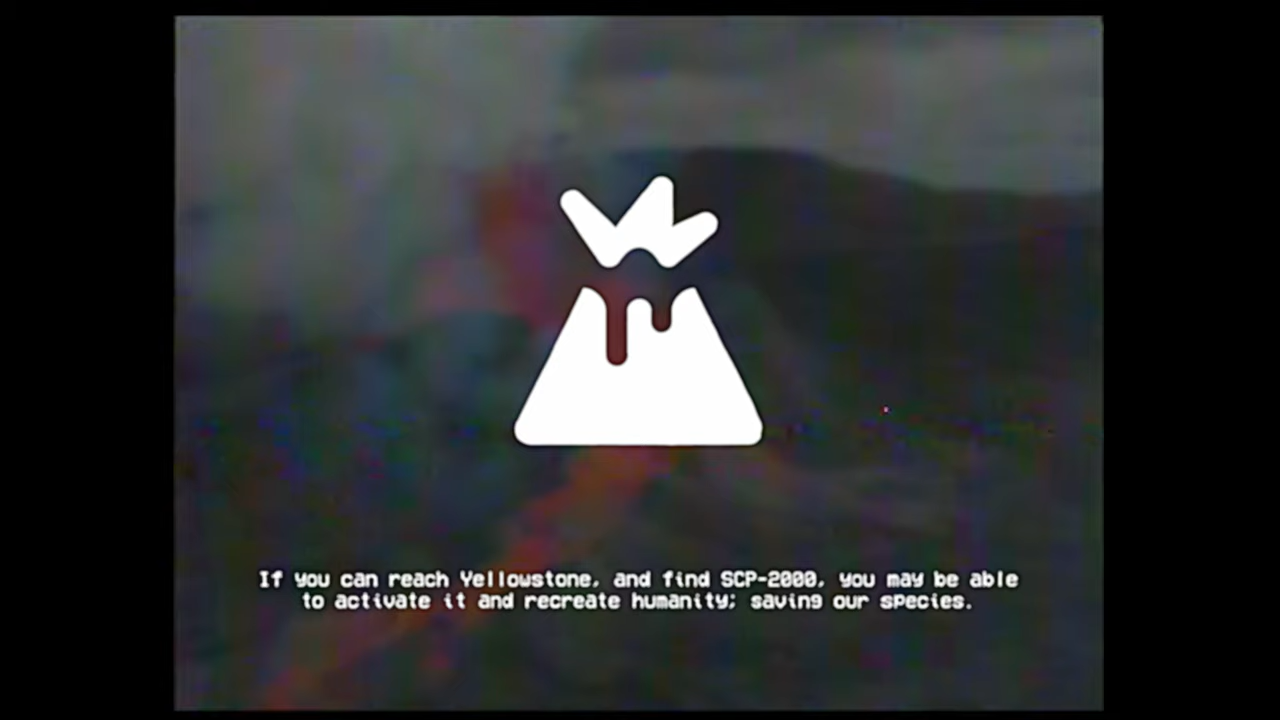 If you can reach Yellowstone, and find SCP-2000, you may be able
to activate it and recreate humanity; saving our species.